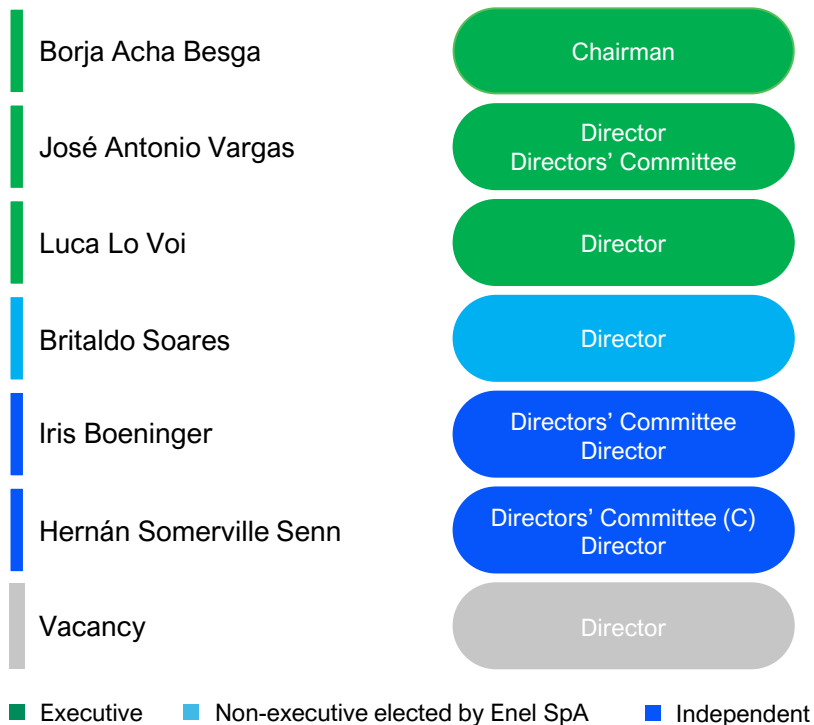 Borja Acha Besga
Chairman
José Antonio Vargas
Director
Directors’ Committee
Luca Lo Voi
Director
Britaldo Soares
Director
Iris Boeninger
Directors’ Committee
Director
Hernán Somerville Senn
Directors’ Committee (C)
Director
Vacancy
Director
Executive
Non-executive elected by Enel SpA
Independent